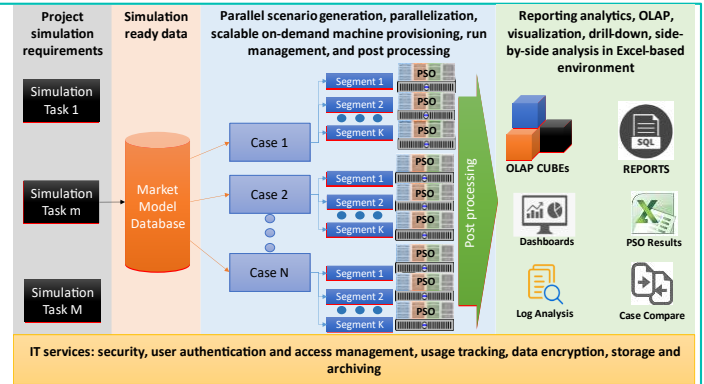 Project
simulation
requirements
Simulation
ready data
Parallel scenario generation, parallelization,
scalable on-demand machine provisioning, run
management, and post processing
Reporting analytics, OLAP,
visualization, drill-down, side-
by-side analysis in Excel-based
environment
Simulation
Task 1
Simulation
Task m
Simulation
Task M
Market
Model
Database
Case 1
Case 2
Case N
Segment 1
PSO
Segment 2
PSO
Segment K
PSO
Segment 1
PSO
Segment 2
PSO
Segment K
PSO
Segment 1
PSO
Segment 2
PSO
Segment K
PSO
Post processing
OLAP CUBEs
SQL
REPORTS
Dashboards
X
PSO Results
Log Analysis
Case Compare
IT services: security, user authentication and access management, usage tracking, data encryption, storage and
archiving